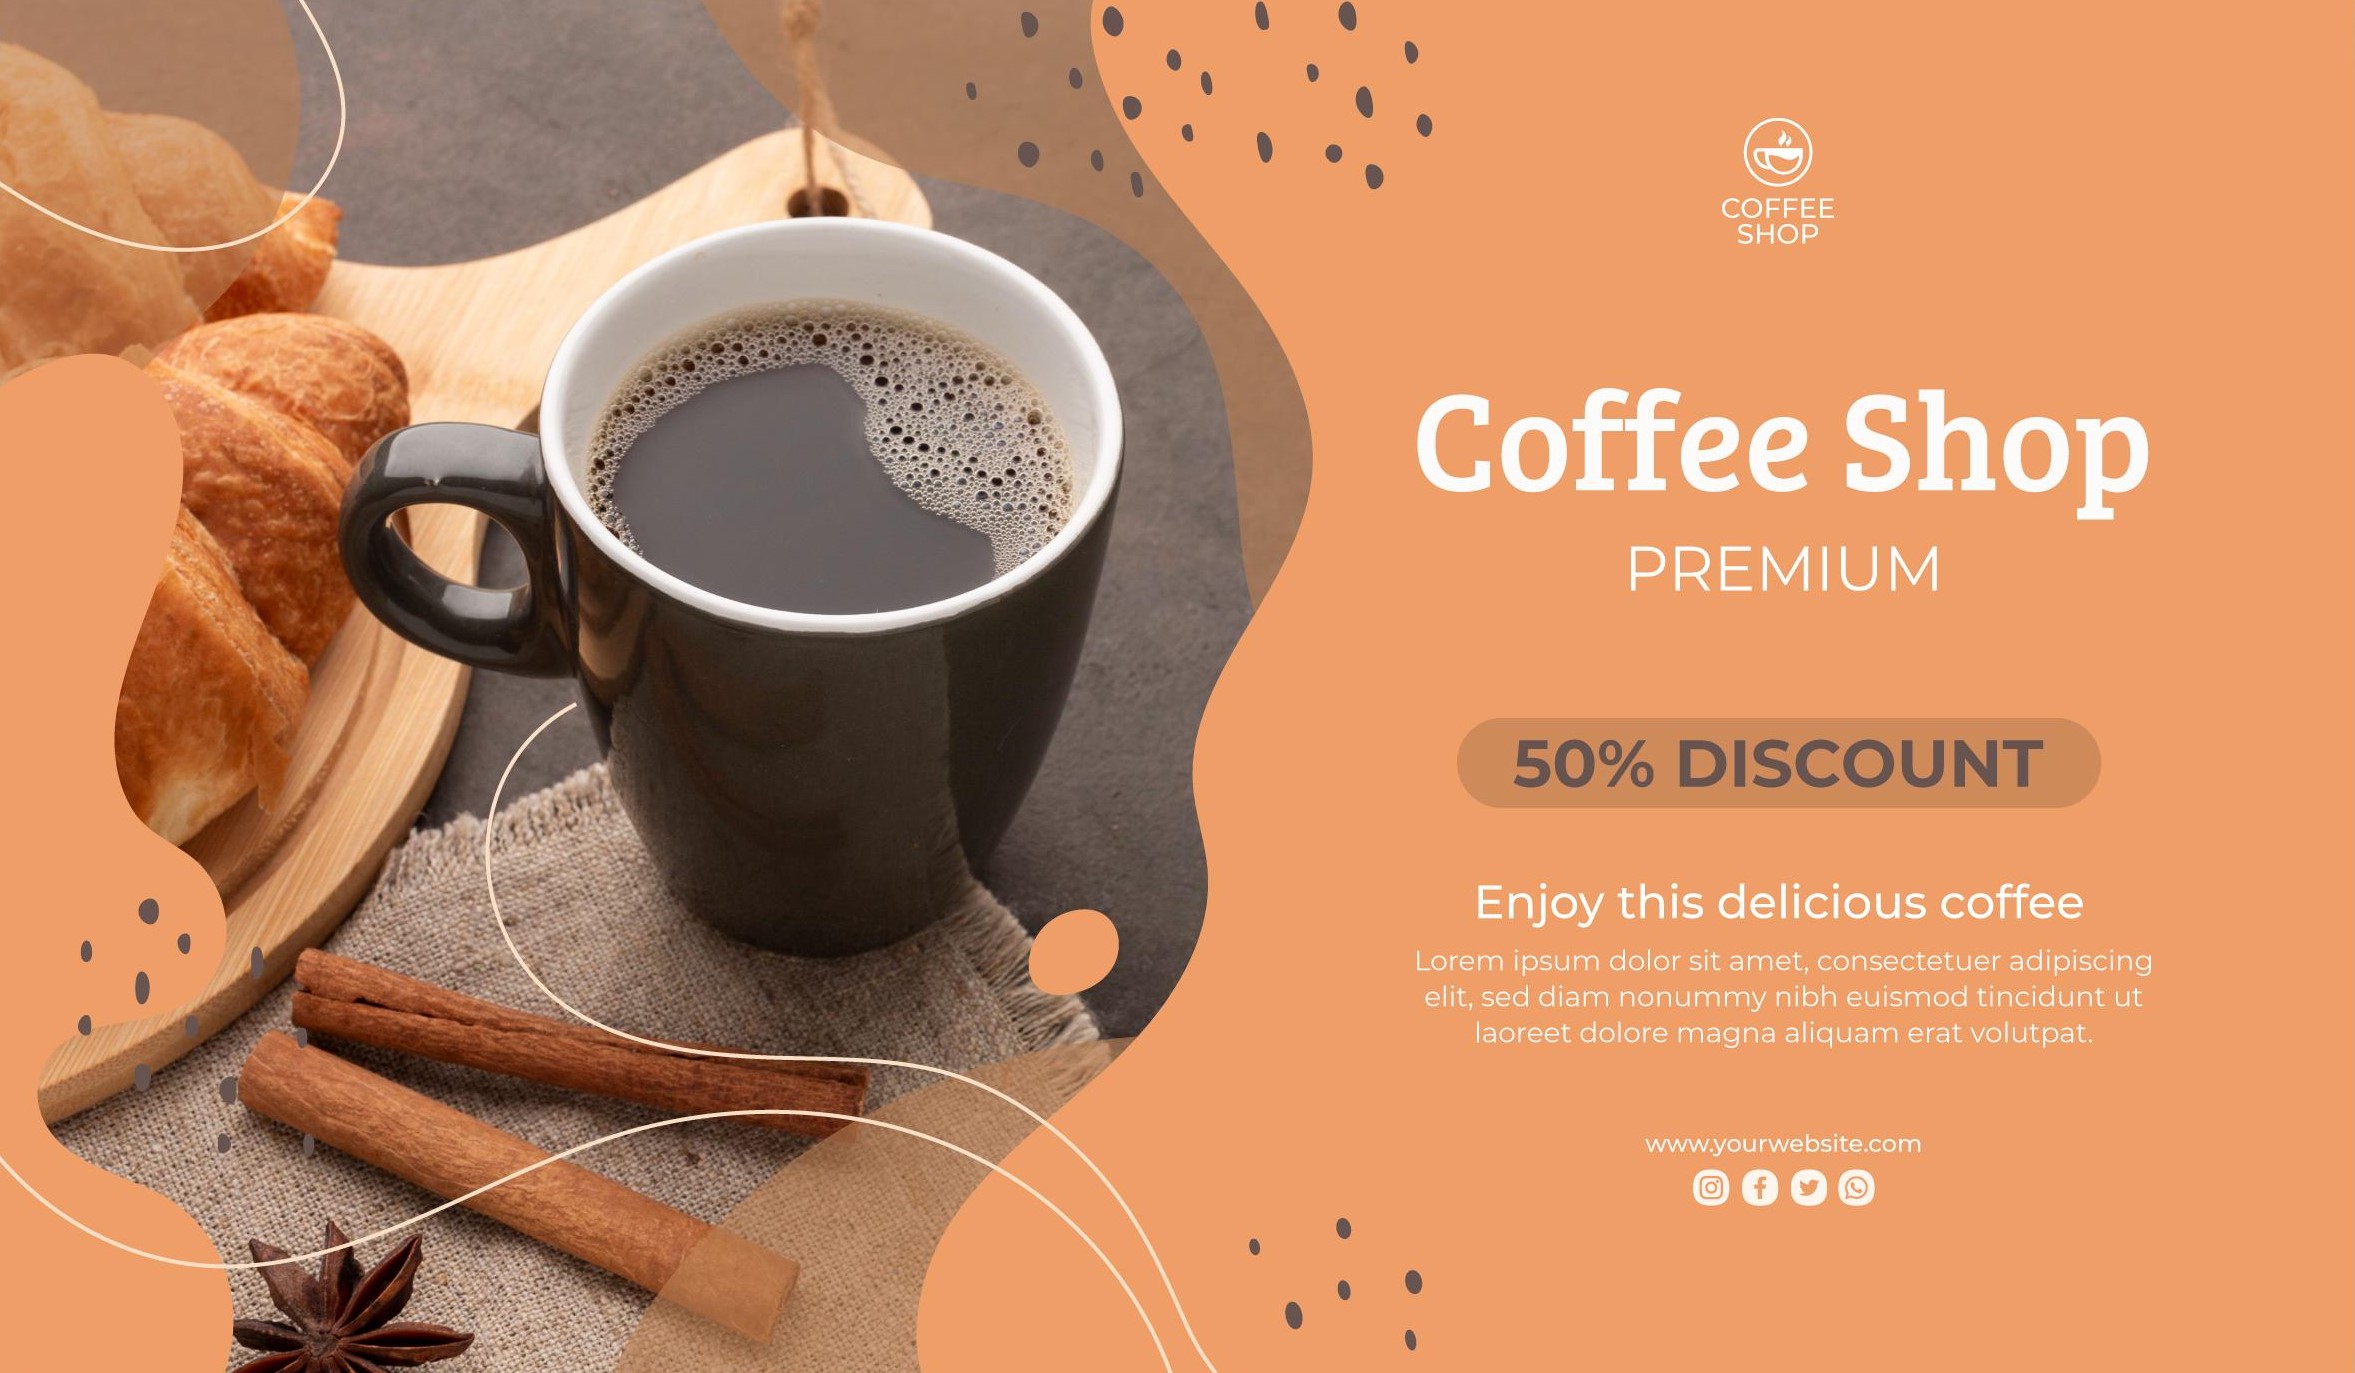 COFFEE
SHOP
Coffee Shop
PREMIUM
50% DISCOUNT
Enjoy this delicious coffee
Lorem ipsum dolor sit amet, consectetuer adipiscing
elit, sed diam nonummy nibh euismod tincidunt ut
laoreet dolore magna aliquam erat volutpat.
www.yourwebsite.com